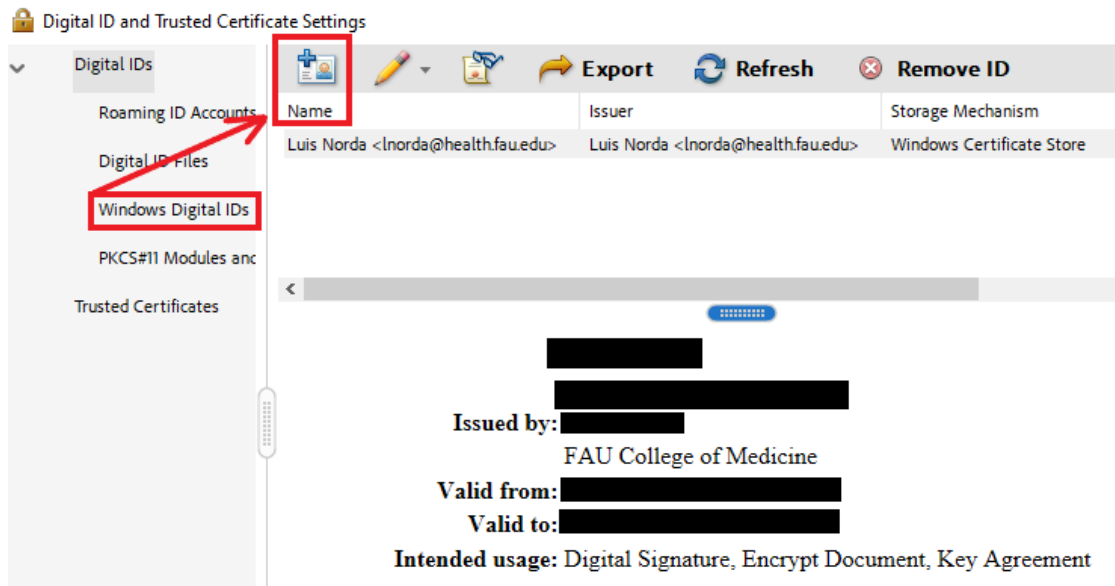 Digital ID and Trusted Certificate Settings
Digital IDs
Roaming ID Accounts
Digital ID Files
Windows Digital IDs
PKCS#11 Modules and
Trusted Certificates
Export Refresh Remove ID
Name Issuer Storage Mechanism
Luis Norda <lnorda@health.fau.edu> Luis Norda <lnorda@health.fau.edu> Windows Certificate Store
Issued by:
FAU College of Medicine
Valid from:
Valid to:
Intended usage: Digital Signature, Encrypt Document, Key Agreement